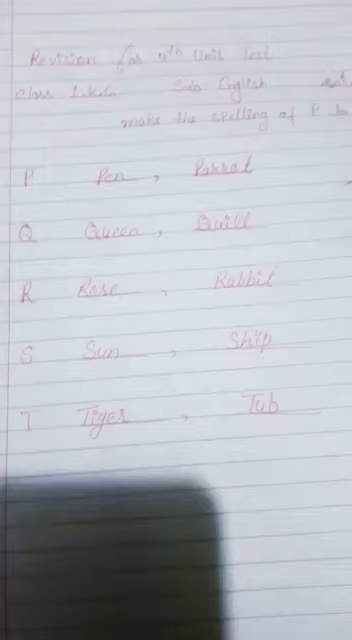 Revision for 4th Unit Test
Class L.K.G Sub English
make the spelling of P to
P Pen, Parrot
Q Queen, Quill
R Rose, Rabbit
S Sun, Ship
T Tiger, Tub